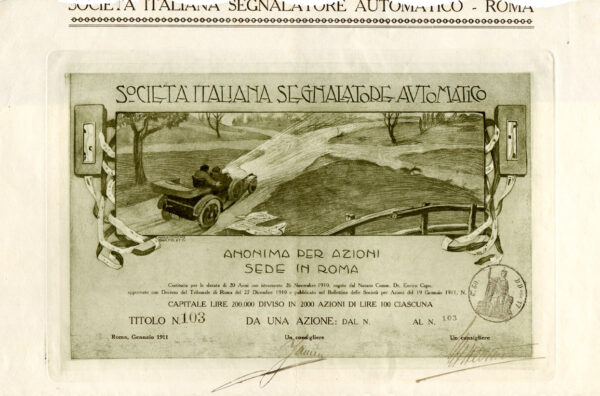 SOCIETÀ ITALIANA SEGNALATORE AUTOMATICO - ROMA
SOCIETÀ ITALIANA SEGNALATORE AVTOMATICO
ANONIMA PER AZIONI
SEDE IN ROMA
Costituita per la durata di 20 Anni con istrumento 26 Novembre 1910, rogato dal Notaro Comm. Dr. Enrico Capo,
approvato con Decreto del Tribunale di Roma del 22 Dicembre 1910 e pubblicato sul Bollettino delle Società per Azioni del 19 Gennaio 1911, N.
CAPITALE LIRE 200.000 DIVISO IN 2000 AZIONI DI LIRE 100 CIASCUNA
TITOLO N. 103 DA UNA AZIONE: DAL N. AL N. 103
Roma, Gennaio 1911 Un consigliere Un consigliere